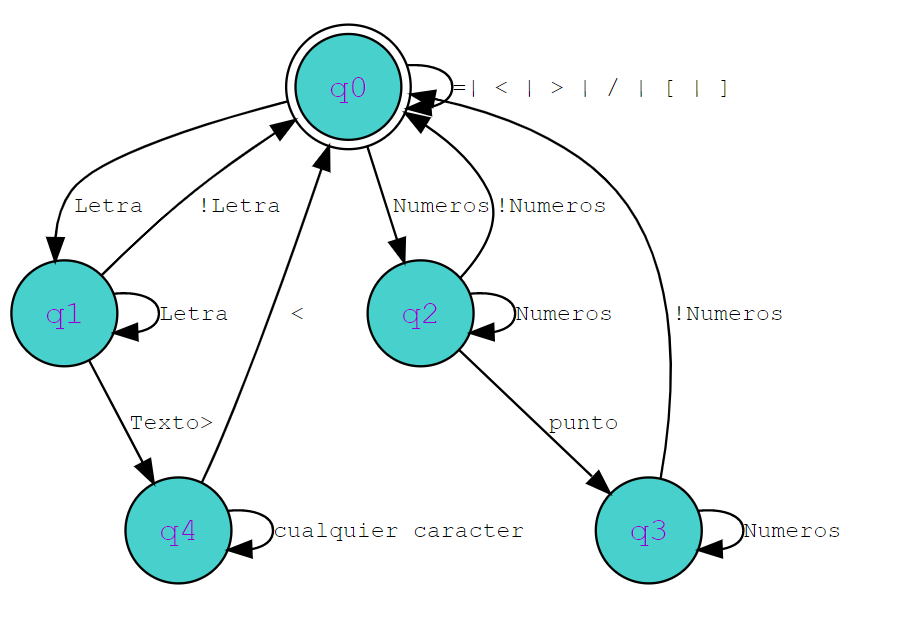 q0
=| < | > | / | [ | ]
Letra
!Letra
Numeros
!Numeros
q1
Letra
<
q2
Numeros
!Numeros
Texto>
punto
q4
cualquier caracter
q3
Numeros